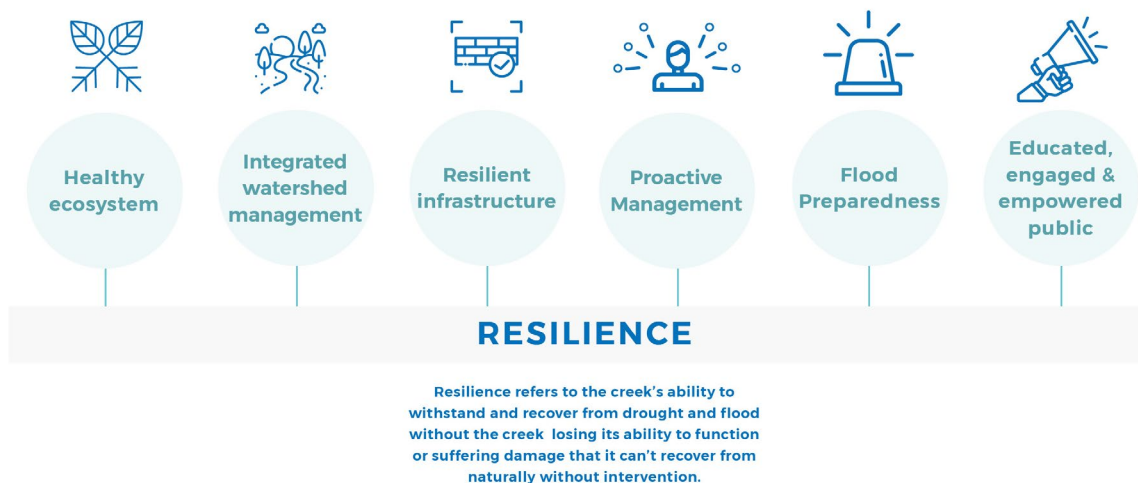 Healthy
ecosystem
Integrated
watershed
management
Resilient
infrastructure
Proactive
Management
Flood
Preparedness
Educated,
engaged &
empowered
public
RESILIENCE
Resilience refers to the creek's ability to
withstand and recover from drought and flood
without the creek losing its ability to function
or suffering damage that it can't recover from
naturally without intervention.